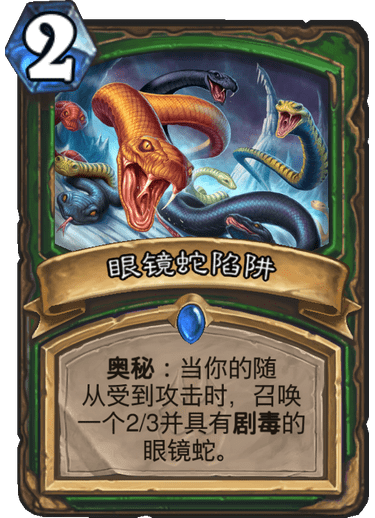 2
眼镜蛇陷阱
奥秘：当你的随
从受到攻击时，召唤
一个2/3并具有剧毒的
眼镜蛇。